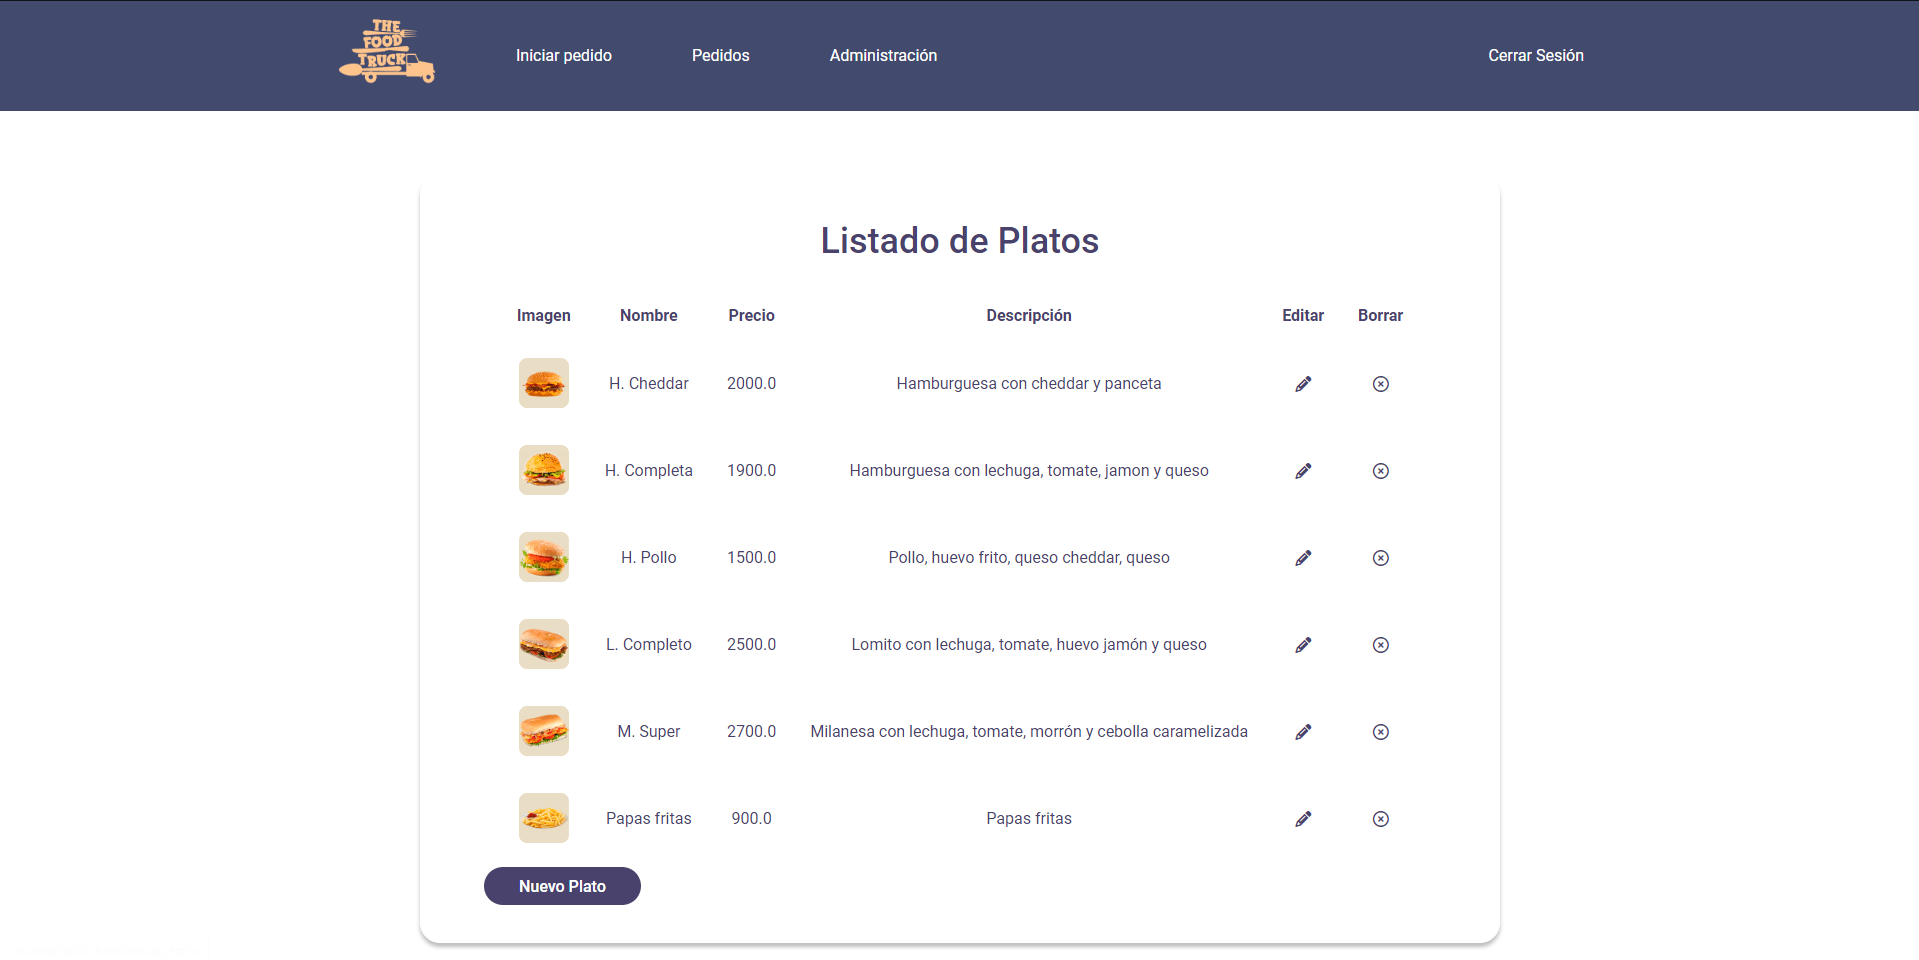 THE
FOOD
TRUCK
Iniciar pedido Pedidos Administración Cerrar Sesión
Listado de Platos
Imagen Nombre Precio Descripción Editar Borrar
H. Cheddar 2000.0 Hamburguesa con cheddar y panceta
H. Completa 1900.0 Hamburguesa con lechuga, tomate, jamon y queso
H. Pollo 1500.0 Pollo, huevo frito, queso cheddar, queso
L. Completo 2500.0 Lomito con lechuga, tomate, huevo jamón y queso
M. Super 2700.0 Milanesa con lechuga, tomate, morrón y cebolla caramelizada
Papas fritas 900.0 Papas fritas
Nuevo Plato